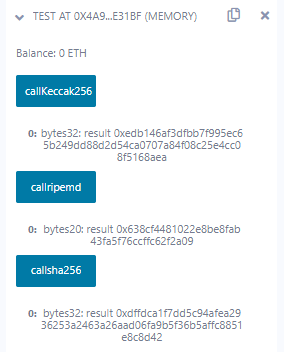 TEST AT 0X4A9...E31BF (MEMORY)
Balance: 0 ETH
callKeccak256
0: bytes32: result 0xedb146af3dfbb7f995ec6
5b249dd88d2d54ca0707a84f08c25e4cc0
8f5168aea
callripemd
0: bytes20: result 0x638cf4481022e8be8fab
43fa5f76ccffc62f2a09
callsha256
0: bytes32: result 0xdffdca1f7dd5c94afea29
36253a2463a26aad06fa9b5f36b5affc8851
e8c8d42